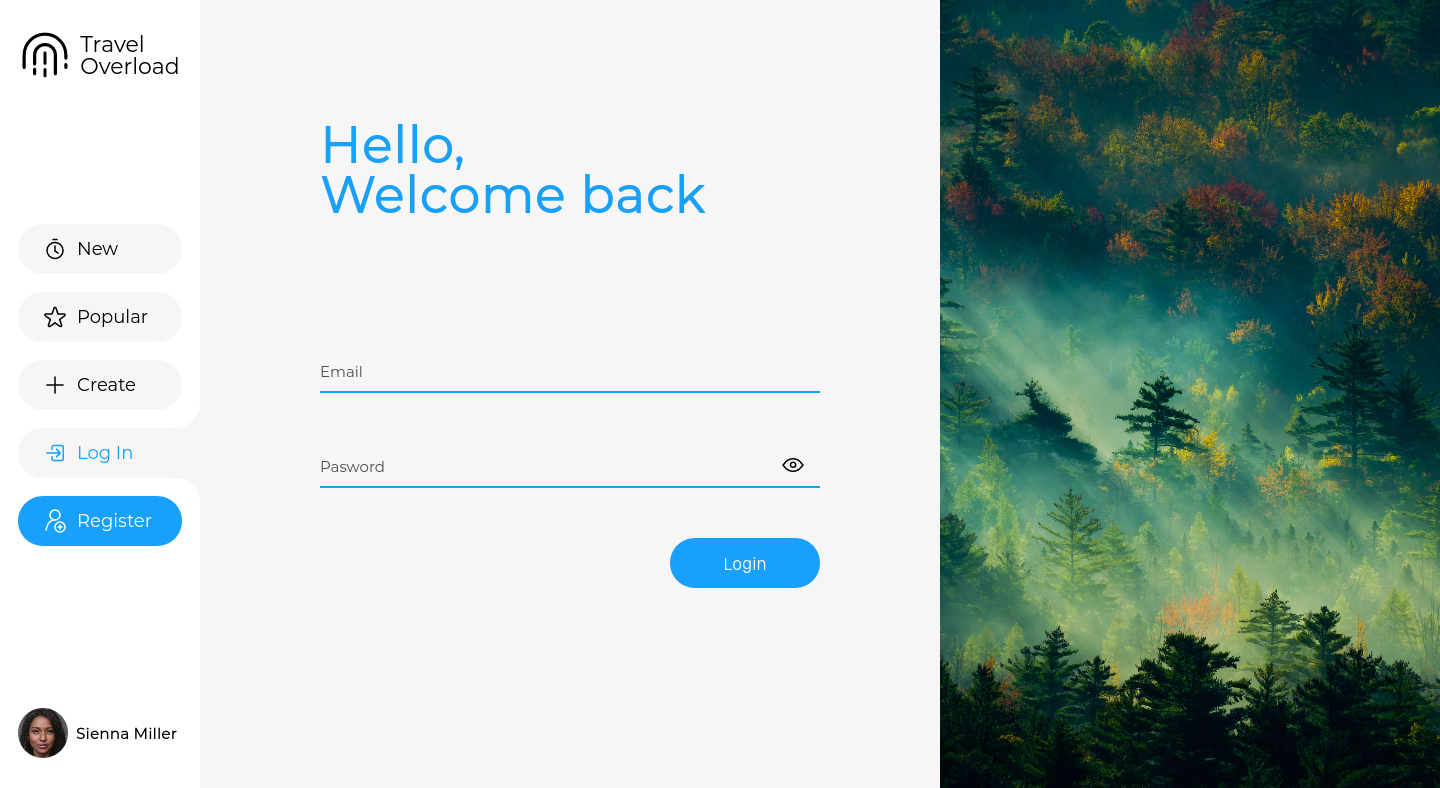 Travel
Overload
New
Popular
Create
Log In
Register
Sienna Miller
Hello,
Welcome back
Email
Pasword
Login